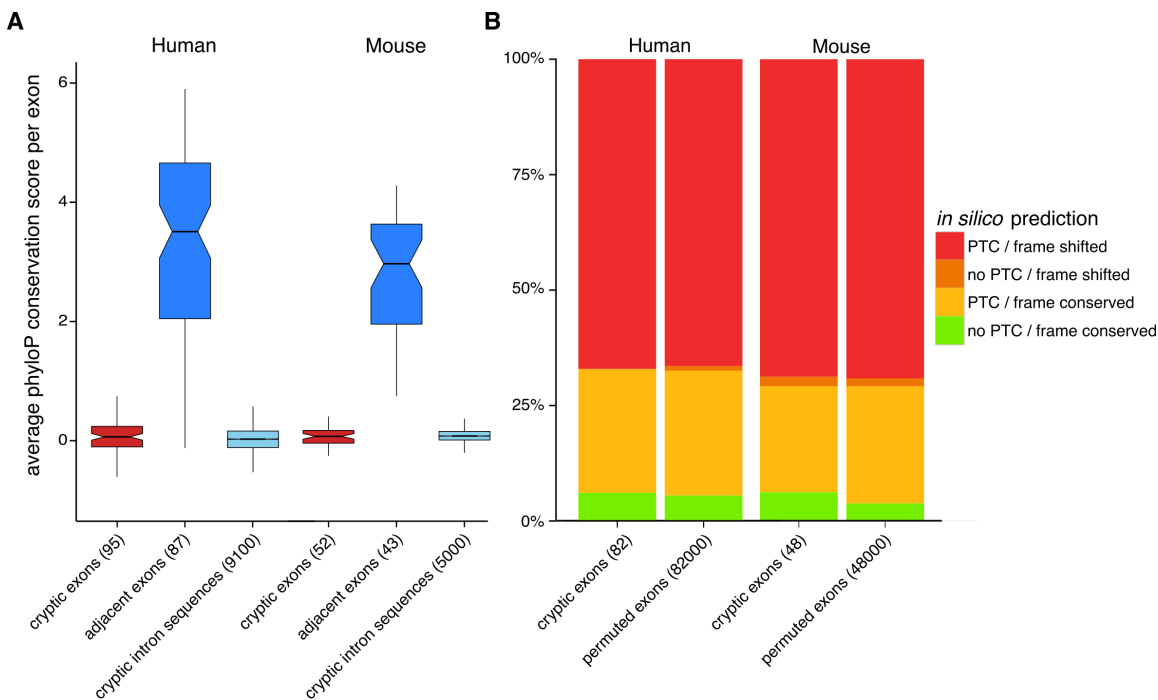 A
Human
Mouse
average phyloP conservation score per exon
6
4
2
0
cryptic exons (95)
adjacent exons (87)
cryptic intron sequences (9100)
cryptic exons (52)
adjacent exons (43)
cryptic intron sequences (5000)
B
Human
Mouse
100%
75%
50%
25%
0%
cryptic exons (82)
permuted exons (82000)
cryptic exons (48)
permuted exons (48000)
in silico prediction
PTC / frame shifted
no PTC / frame shifted
PTC / frame conserved
no PTC / frame conserved